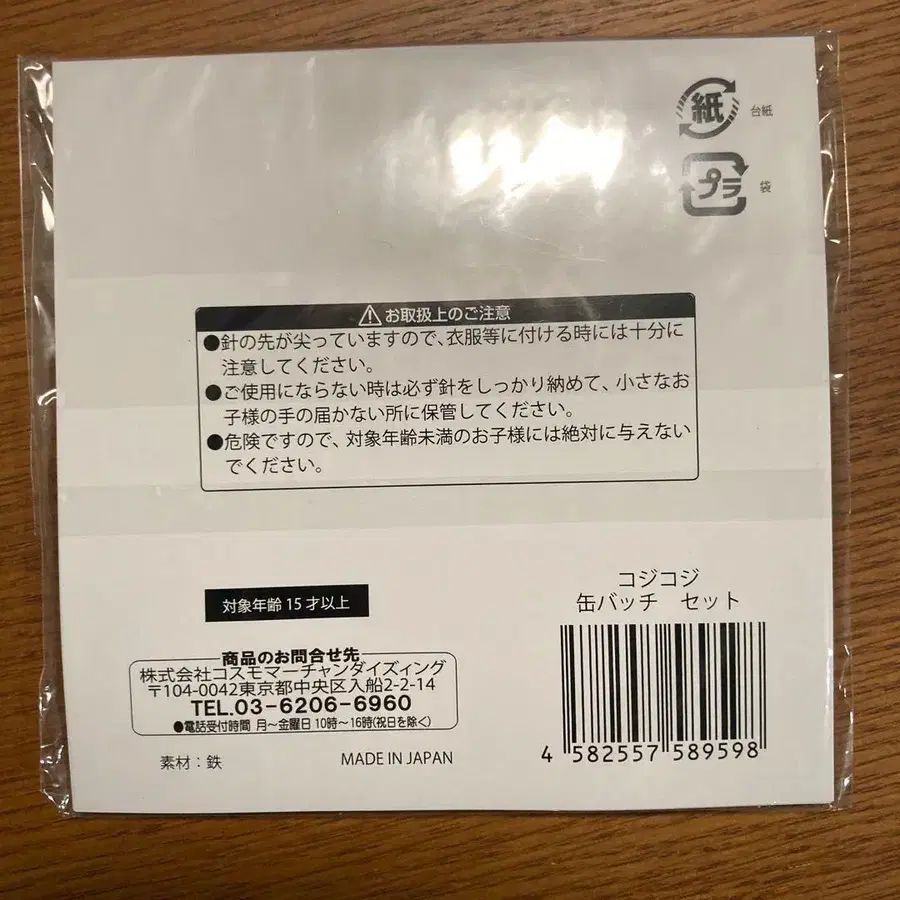 紙 台紙
プラ 袋
⚠お取扱上のご注意
●針の先が尖っていますので、衣服等に付ける時には十分に
注意してください。
●ご使用にならない時は必ず針をしっかり納めて、小さなお
子様の手の届かない所に保管してください。
●危険ですので、対象年齢未満のお子様には絶対に与えない
でください。
対象年齢15才以上
商品のお問合せ先
株式会社コスモマーチャンダイズィング
〒104-0042東京都中央区入船2-2-14
TEL.03-6206-6960
●電話受付時間 月～金曜日 10時～16時(祝日を除く)
素材：鉄 MADE IN JAPAN
コジコジ
缶バッチ セット
4 582557 589598